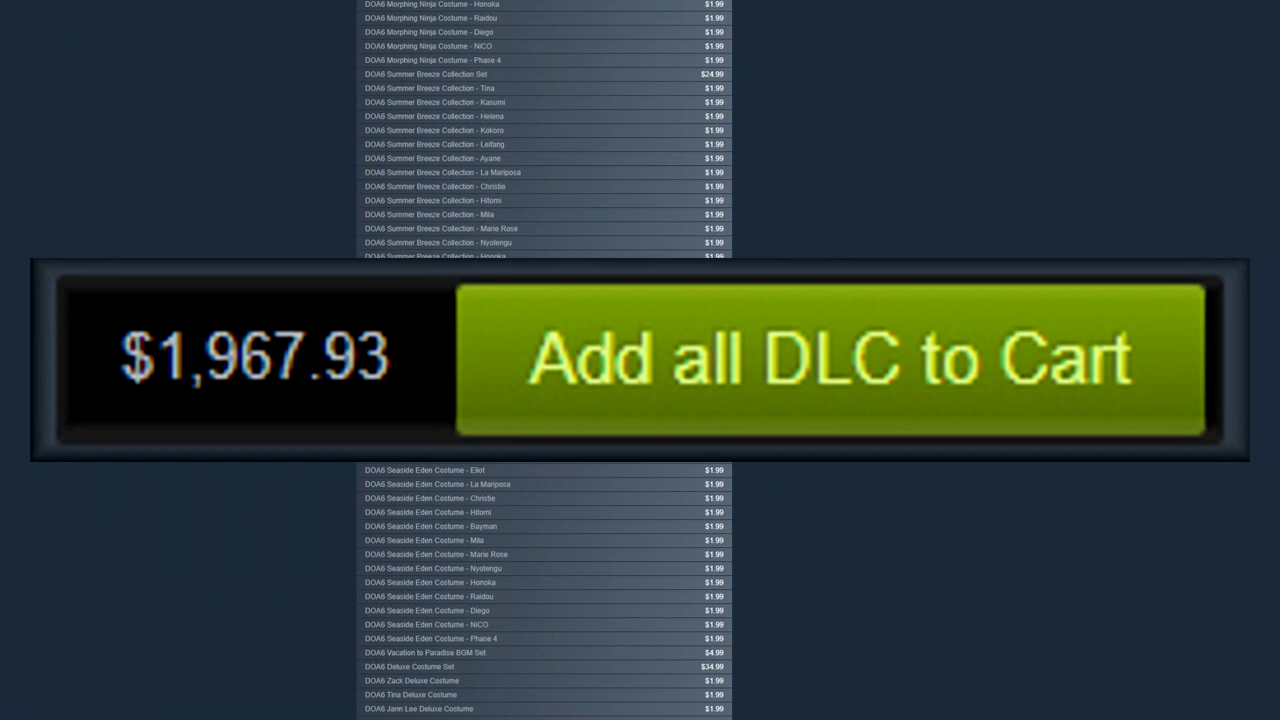 DOA6 Morphing Ninja Costume - Honoka $1.99
DOA6 Morphing Ninja Costume - Raidou $1.99
DOA6 Morphing Ninja Costume - Diego $1.99
DOA6 Morphing Ninja Costume - NiCO $1.99
DOA6 Morphing Ninja Costume - Phase 4 $1.99
DOA6 Summer Breeze Collection Set $24.99
DOA6 Summer Breeze Collection - Tina $1.99
DOA6 Summer Breeze Collection - Kasumi $1.99
DOA6 Summer Breeze Collection - Helena $1.99
DOA6 Summer Breeze Collection - Kokoro $1.99
DOA6 Summer Breeze Collection - Leifang $1.99
DOA6 Summer Breeze Collection - Ayane $1.99
DOA6 Summer Breeze Collection - La Mariposa $1.99
DOA6 Summer Breeze Collection - Christie $1.99
DOA6 Summer Breeze Collection - Hitomi $1.99
DOA6 Summer Breeze Collection - Mila $1.99
DOA6 Summer Breeze Collection - Marie Rose $1.99
DOA6 Summer Breeze Collection - Nyotengu $1.99
DOA6 Summer Breeze Collection - Honoka $1.99
$1,967.93 Add all DLC to Cart
DOA6 Seaside Eden Costume - Eliot $1.99
DOA6 Seaside Eden Costume - La Mariposa $1.99
DOA6 Seaside Eden Costume - Christie $1.99
DOA6 Seaside Eden Costume - Hitomi $1.99
DOA6 Seaside Eden Costume - Bayman $1.99
DOA6 Seaside Eden Costume - Mila $1.99
DOA6 Seaside Eden Costume - Marie Rose $1.99
DOA6 Seaside Eden Costume - Nyotengu $1.99
DOA6 Seaside Eden Costume - Honoka $1.99
DOA6 Seaside Eden Costume - Raidou $1.99
DOA6 Seaside Eden Costume - Diego $1.99
DOA6 Seaside Eden Costume - NiCO $1.99
DOA6 Seaside Eden Costume - Phase 4 $1.99
DOA6 Vacation to Paradise BGM Set $4.99
DOA6 Deluxe Costume Set $34.99
DOA6 Zack Deluxe Costume $1.99
DOA6 Tina Deluxe Costume $1.99
DOA6 Jann Lee Deluxe Costume $1.99